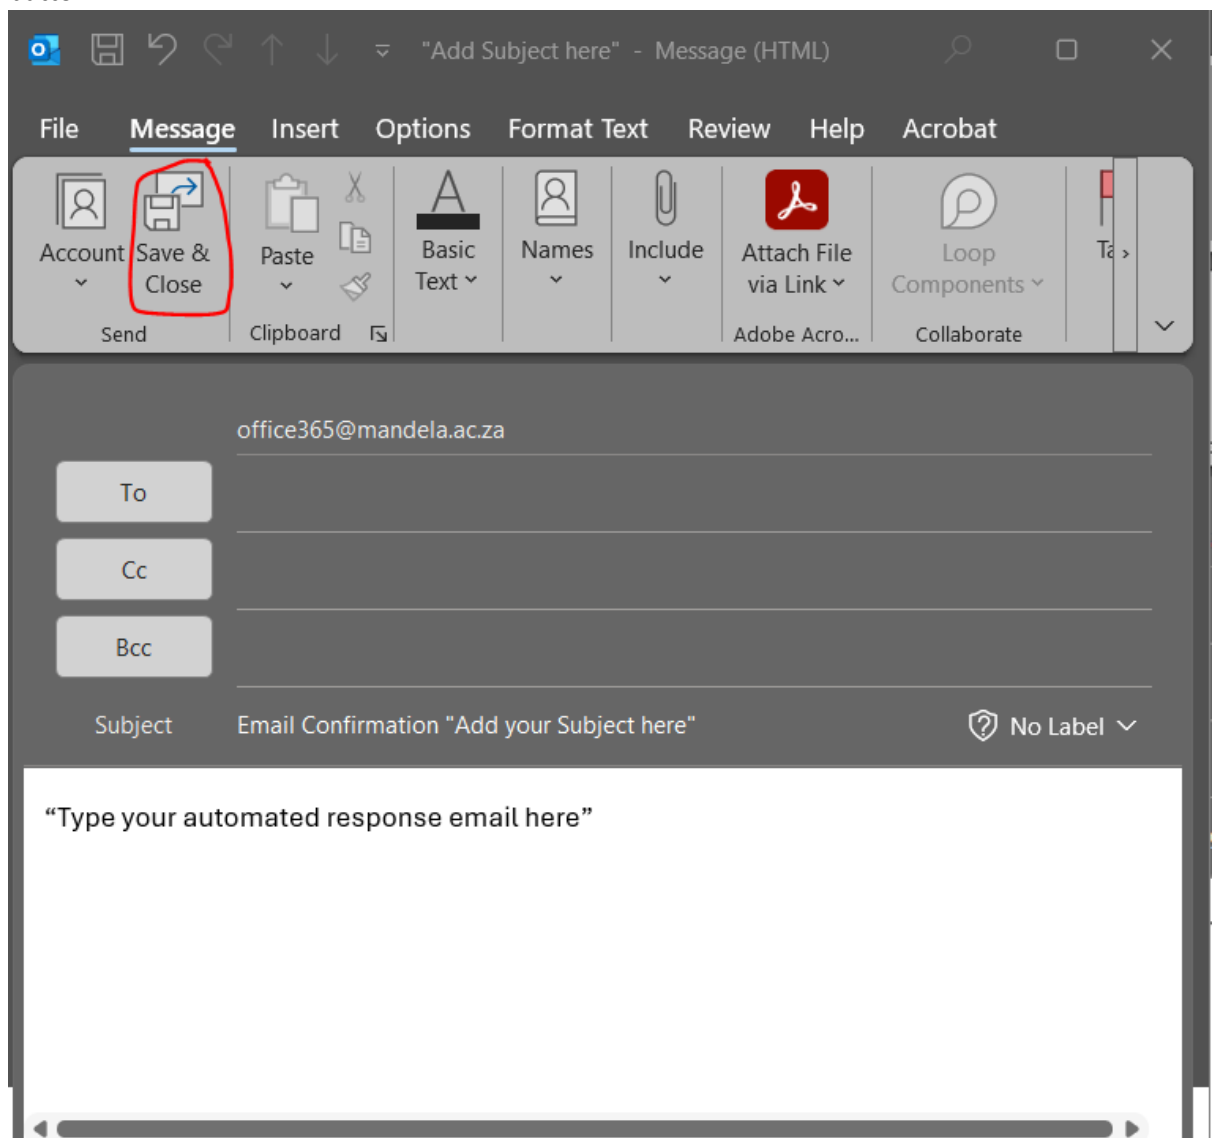 "Add Subject here" - Message (HTML)
File Message Insert Options Format Text Review Help Acrobat
Account
Save & Close
Send
Paste
Clipboard
Basic Text
Names
Include
Attach File via Link
Adobe Acro...
Loop Components
Collaborate
office365@mandela.ac.za
To
Cc
Bcc
Subject Email Confirmation "Add your Subject here" No Label
“Type your automated response email here”